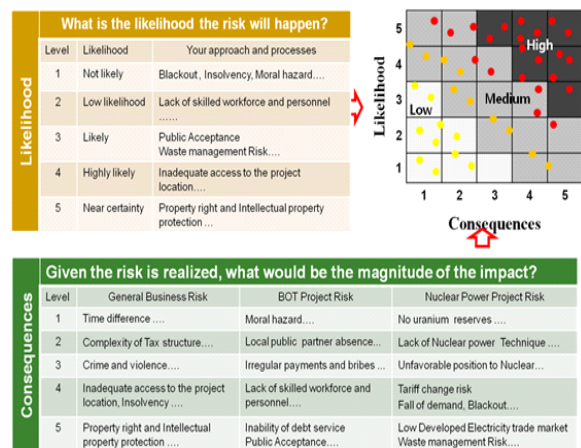 What is the likelihood the risk will happen?
Likelihood
Level Likelihood Your approach and processes
1 Not likely Blackout, Insolvency, Moral hazard....
2 Low likelihood Lack of skilled workforce and personnel
......
3 Likely Public Acceptance
Waste management Risk....
4 Highly likely Inadequate access to the project
location....
5 Near certainty Property right and Intellectual property
protection ...
Likelihood
5
4
3
2
1
High
Medium
Low
1 2 3 4 5
Consequences
Given the risk is realized, what would be the magnitude of the impact?
Consequences
Level General Business Risk BOT Project Risk Nuclear Power Project Risk
1 Time difference .... Moral hazard.... No uranium reserves ....
2 Complexity of Tax structure.... Local public partner absence... Lack of Nuclear power Technique ....
3 Crime and violence.... Irregular payments and bribes ... Unfavorable position to Nuclear...
4 Inadequate access to the project Lack of skilled workforce and Tariff change risk
location, Insolvency .... personnel.... Fall of demand, Blackout....
5 Property right and Intellectual Inability of debt service Low Developed Electricity trade market
property protection .... Public Acceptance.... Waste management Risk....